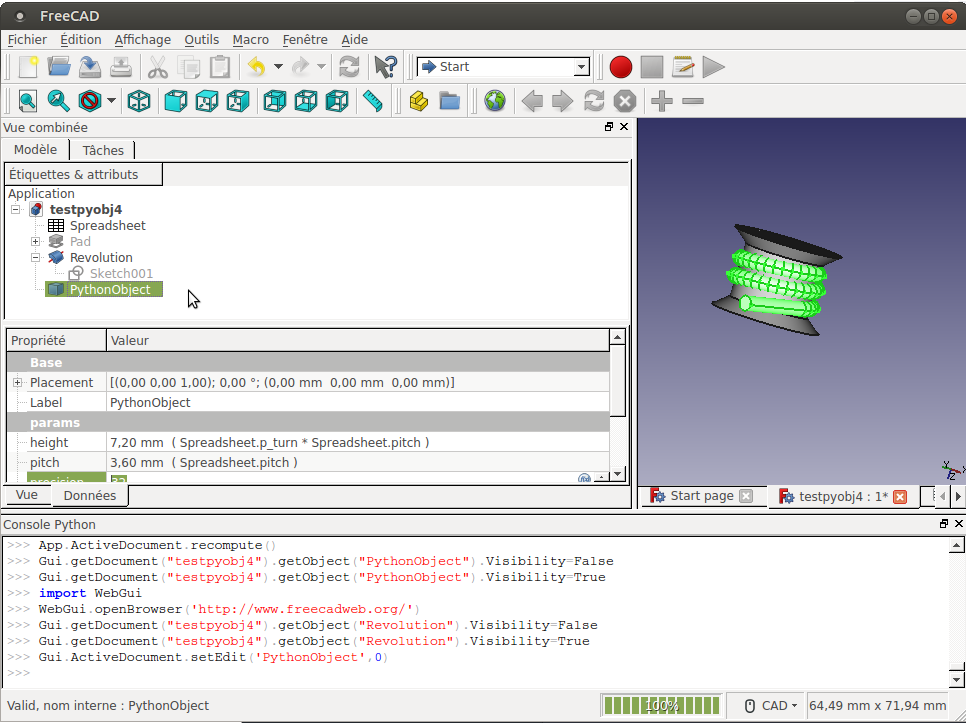 FreeCAD
Fichier Édition Affichage Outils Macro Fenêtre Aide
Start
Vue combinée
Modèle Tâches
Étiquettes & attributs
Application
testpyobj4
Spreadsheet
Pad
Revolution
Sketch001
PythonObject
Propriété Valeur
Base
Placement [(0,00 0,00 1,00); 0,00 °; (0,00 mm 0,00 mm 0,00 mm)]
Label PythonObject
params
height 7,20 mm ( Spreadsheet.p_turn * Spreadsheet.pitch )
pitch 3,60 mm ( Spreadsheet.pitch )
precision 32
Vue Données
Start page testpyobj4 : 1*
Console Python
>>> App.ActiveDocument.recompute()
>>> Gui.getDocument("testpyobj4").getObject("PythonObject").Visibility=False
>>> Gui.getDocument("testpyobj4").getObject("PythonObject").Visibility=True
>>> import WebGui
>>> WebGui.openBrowser('http://www.freecadweb.org/')
>>> Gui.getDocument("testpyobj4").getObject("Revolution").Visibility=False
>>> Gui.getDocument("testpyobj4").getObject("Revolution").Visibility=True
>>> Gui.ActiveDocument.setEdit('PythonObject',0)
>>>
Valid, nom interne : PythonObject 100% CAD 64,49 mm x 71,94 mm